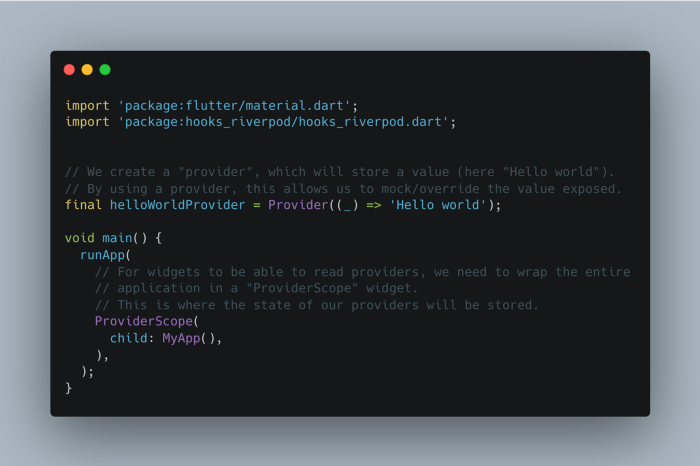 import 'package:flutter/material.dart';
import 'package:hooks_riverpod/hooks_riverpod.dart';
// We create a "provider", which will store a value (here "Hello world").
// By using a provider, this allows us to mock/override the value exposed.
final helloWorldProvider = Provider((_) => 'Hello world');
void main() {
  runApp(
    // For widgets to be able to read providers, we need to wrap the entire
    // application in a "ProviderScope" widget.
    // This is where the state of our providers will be stored.
    ProviderScope(
      child: MyApp(),
    ),
  );
}